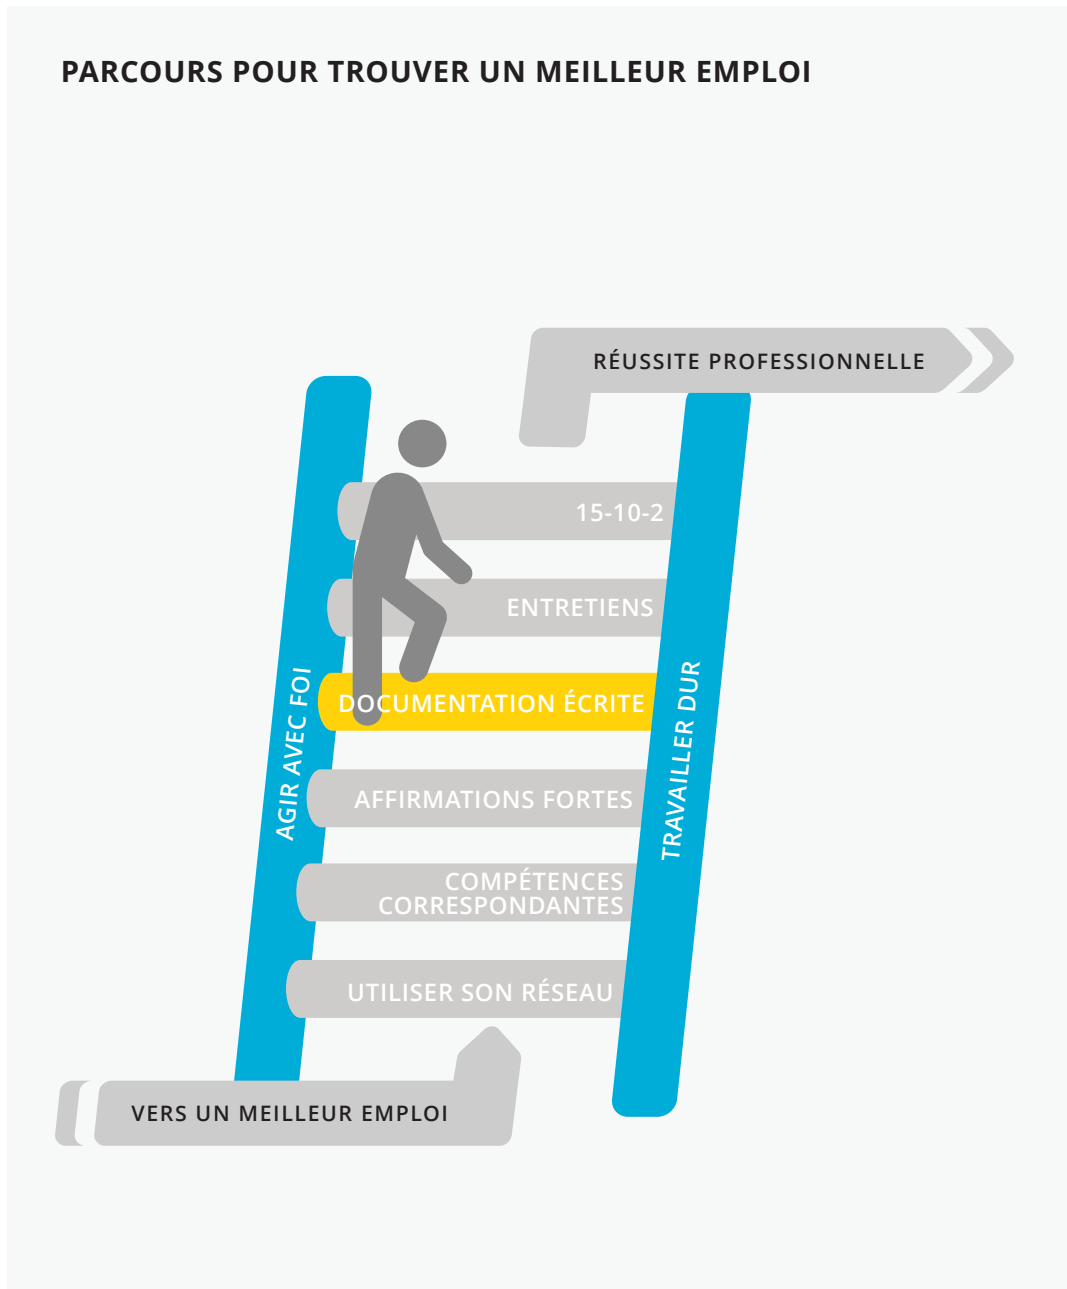 PARCOURS POUR TROUVER UN MEILLEUR EMPLOI
RÉUSSITE PROFESSIONNELLE
15-10-2
ENTRETIENS
DOCUMENTATION ÉCRITE
AFFIRMATIONS FORTES
COMPÉTENCES
CORRESPONDANTES
UTILISER SON RÉSEAU
AGIR AVEC FOI
TRAVAILLER DUR
VERS UN MEILLEUR EMPLOI